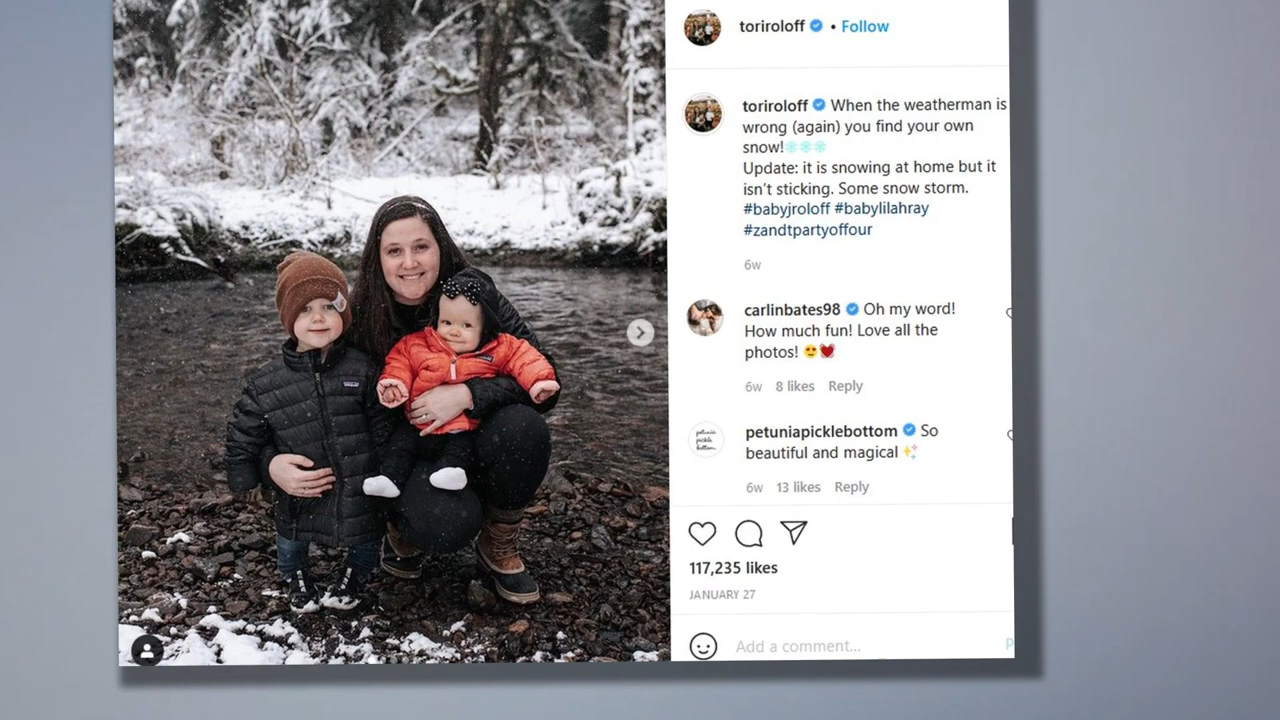 toriroloff • Follow
toriroloff When the weatherman is
wrong (again) you find your own
snow!❄❄❄
Update: it is snowing at home but it
isn’t sticking. Some snow storm.
#babyjroloff #babylilahray
#zandtpartyoffour
6w
carlinbates98 Oh my word!
How much fun! Love all the
photos! 😍💓
6w 8 likes Reply
petunia
pickle
bottom.
petuniapicklebottom So
beautiful and magical ✨
6w 13 likes Reply
117,235 likes
JANUARY 27
Add a comment...